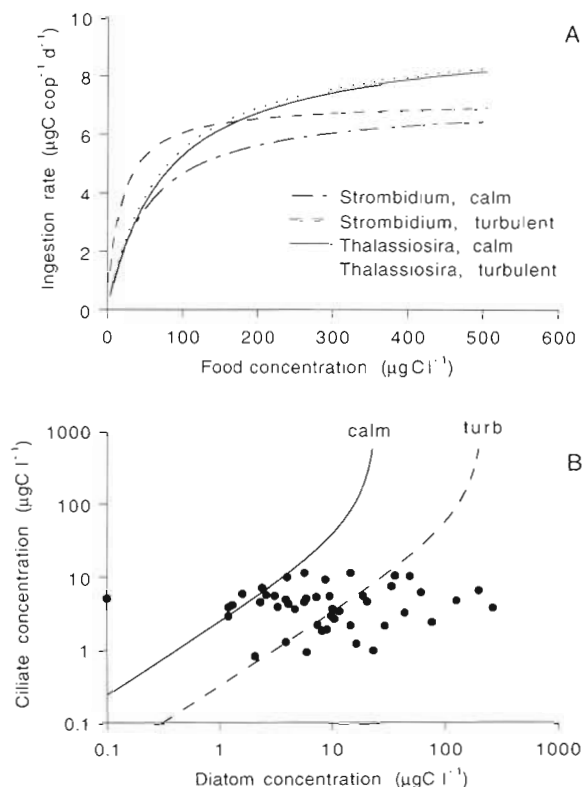 A
Ingestion rate (µgC cop⁻¹ d⁻¹)
10
8
6
4
2
0
Strombidium, calm
Strombidium, turbulent
Thalassiosira, calm
Thalassiosira, turbulent
0 100 200 300 400 500 600
Food concentration (µgC l⁻¹)
B
calm turb
Ciliate concentration (µgC l⁻¹)
1000
100
10
1
0.1
0.1 1 10 100 1000
Diatom concentration (µgC l⁻¹)